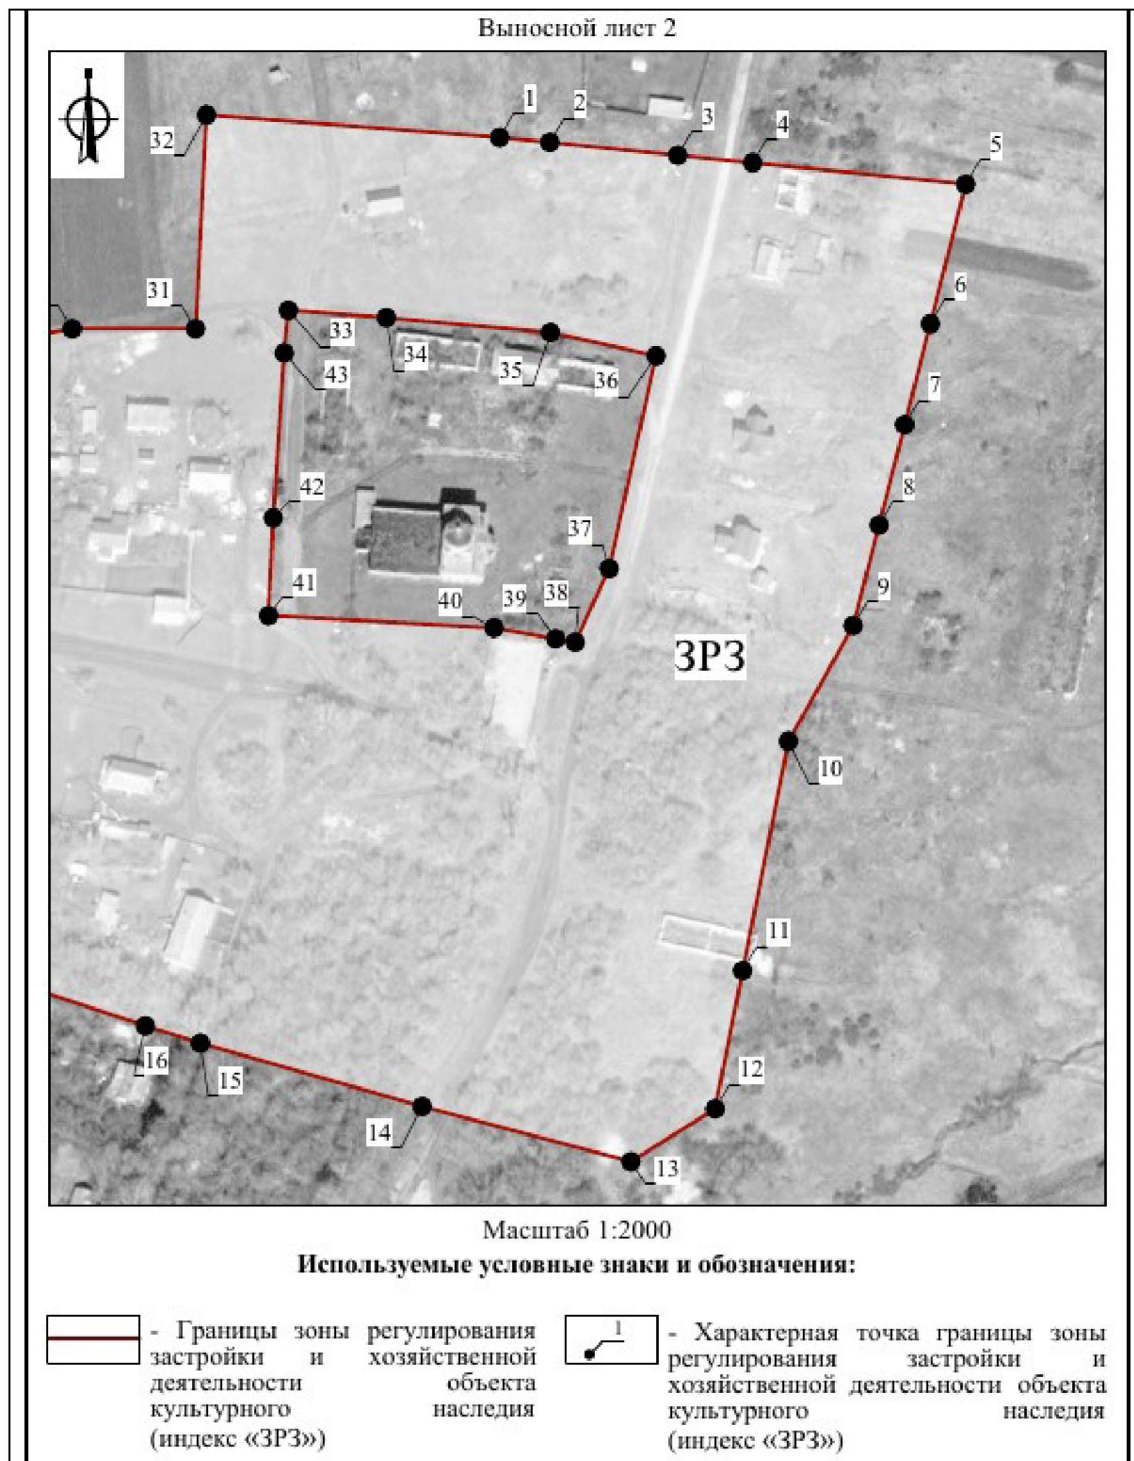 Выносной лист 2
1
2
3
4
5
32
31
6
33
34
35
36
43
7
42
8
37
41
40
39
38
9
ЗРЗ
10
11
16
15
14
12
13
Масштаб 1:2000
Используемые условные знаки и обозначения:
- Границы зоны регулирования
застройки и хозяйственной
деятельности объекта
культурного наследия
(индекс «ЗРЗ»)
1
- Характерная точка границы зоны
регулирования застройки и
хозяйственной деятельности объекта
культурного наследия
(индекс «ЗРЗ»)